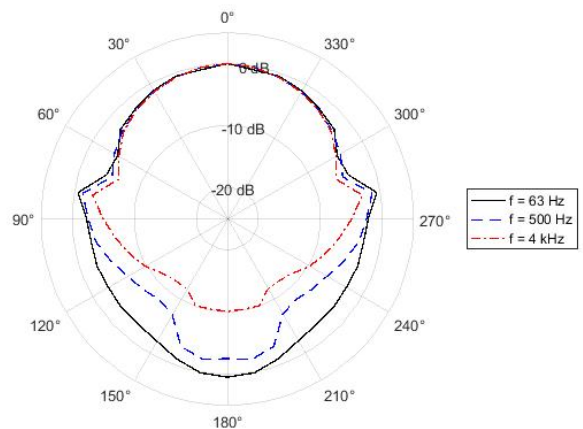 0°
30°
330°
0 dB
60°
300°
-10 dB
-20 dB
f = 63 Hz
f = 500 Hz
f = 4 kHz
90°
270°
120°
240°
150°
210°
180°